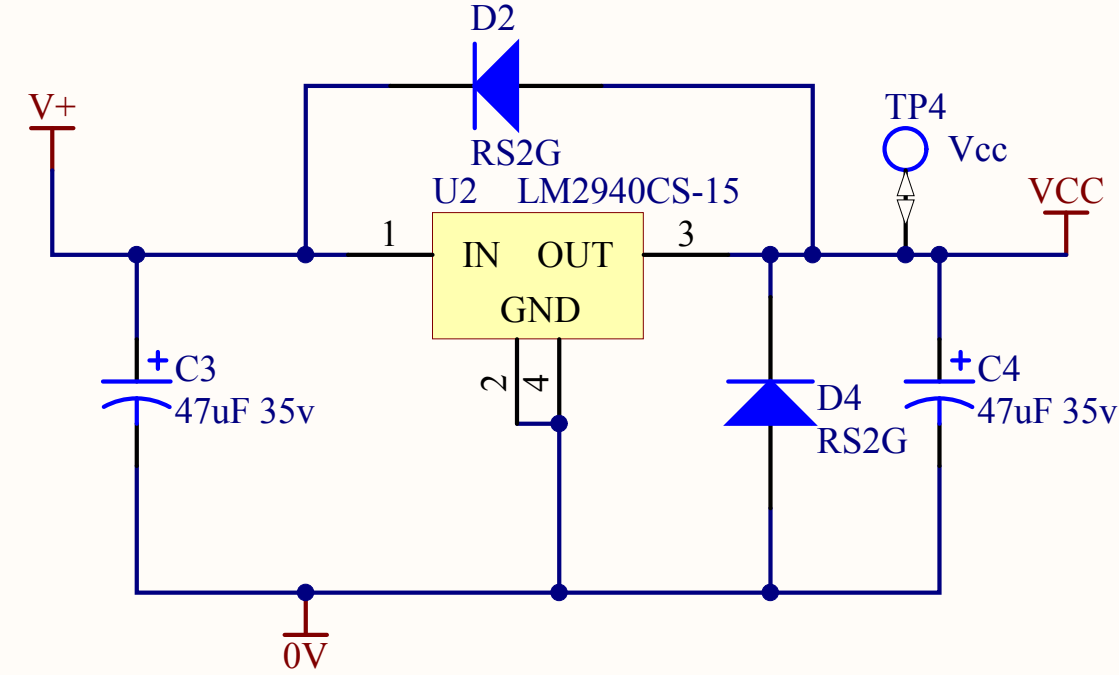 D2
V+
TP4
Vcc
RS2G
U2 LM2940CS-15
VCC
1
3
IN OUT
GND
2
4
+
C3
47uF 35v
D4
RS2G
+
C4
47uF 35v
0V